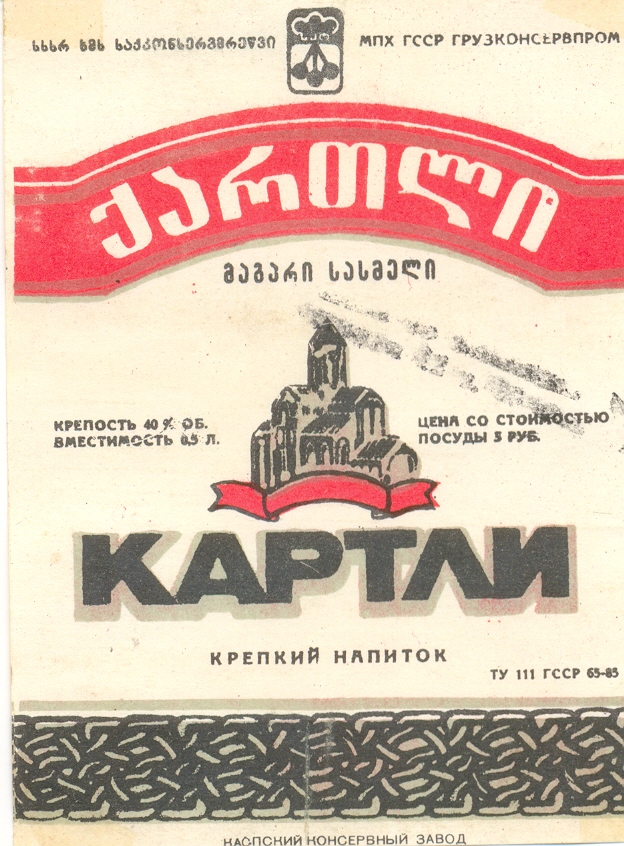 სსსრ ხმს საქკონსერვმრეწვი
МПХ ГССР ГРУЗКОНСЕРВПРОМ
ქართლი
მაგარი სასმელი
КРЕПОСТЬ 40 % ОБ.
ВМЕСТИМОСТЬ 0,5 Л.
ЦЕНА СО СТОИМОСТЬЮ
ПОСУДЫ 5 РУБ.
КАРТЛИ
КРЕПКИЙ НАПИТОК
ТУ 111 ГССР 65-85
КАСПСКИЙ КОНСЕРВНЫЙ ЗАВОД